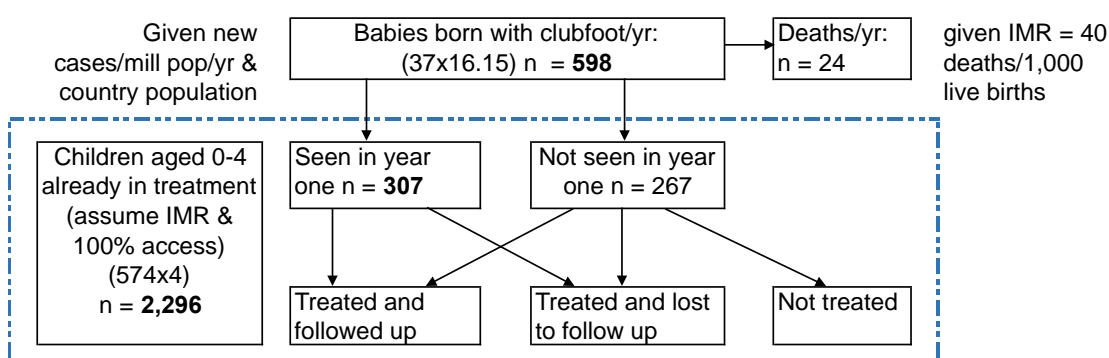 Given new
cases/mill pop/yr &
country population
Babies born with clubfoot/yr:
(37x16.15) n = 598
Deaths/yr:
n = 24
given IMR = 40
deaths/1,000
live births
Children aged 0-4
already in treatment
(assume IMR &
100% access)
(574x4)
n = 2,296
Seen in year
one n = 307
Not seen in year
one n = 267
Treated and
followed up
Treated and lost
to follow up
Not treated